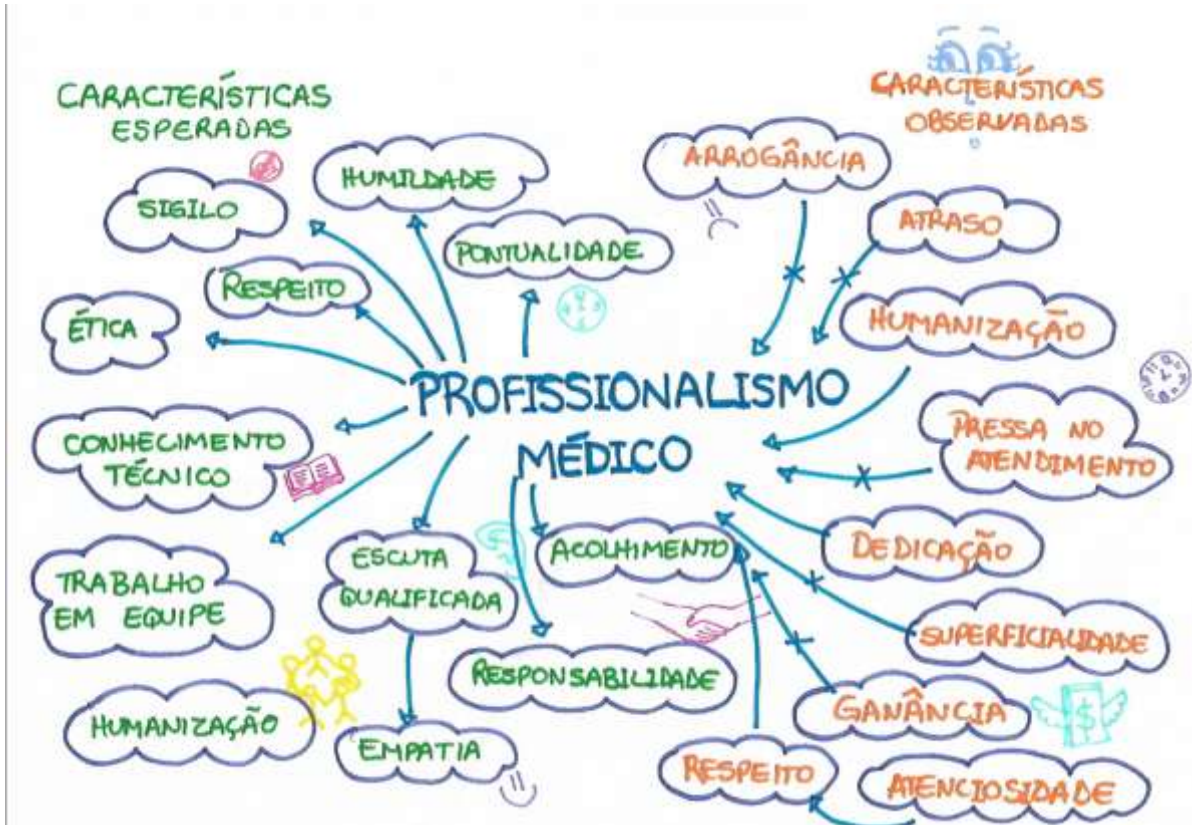 CARACTERÍSTICAS
ESPERADAS
SIGILO
HUMILDADE
RESPEITO
PONTUALIDADE
ÉTICA
CONHECIMENTO
TÉCNICO
TRABALHO
EM EQUIPE
HUMANIZAÇÃO
ESCUTA
QUALIFICADA
EMPATIA
ACOLHIMENTO
RESPONSABILIDADE
PROFISSIONALISMO
MÉDICO
CARACTERÍSTICAS
OBSERVADAS
ARROGÂNCIA
ATRASO
HUMANIZAÇÃO
PRESSA NO
ATENDIMENTO
DEDICAÇÃO
SUPERFICIALIDADE
GANÂNCIA
$
RESPEITO
ATENCIOSIDADE